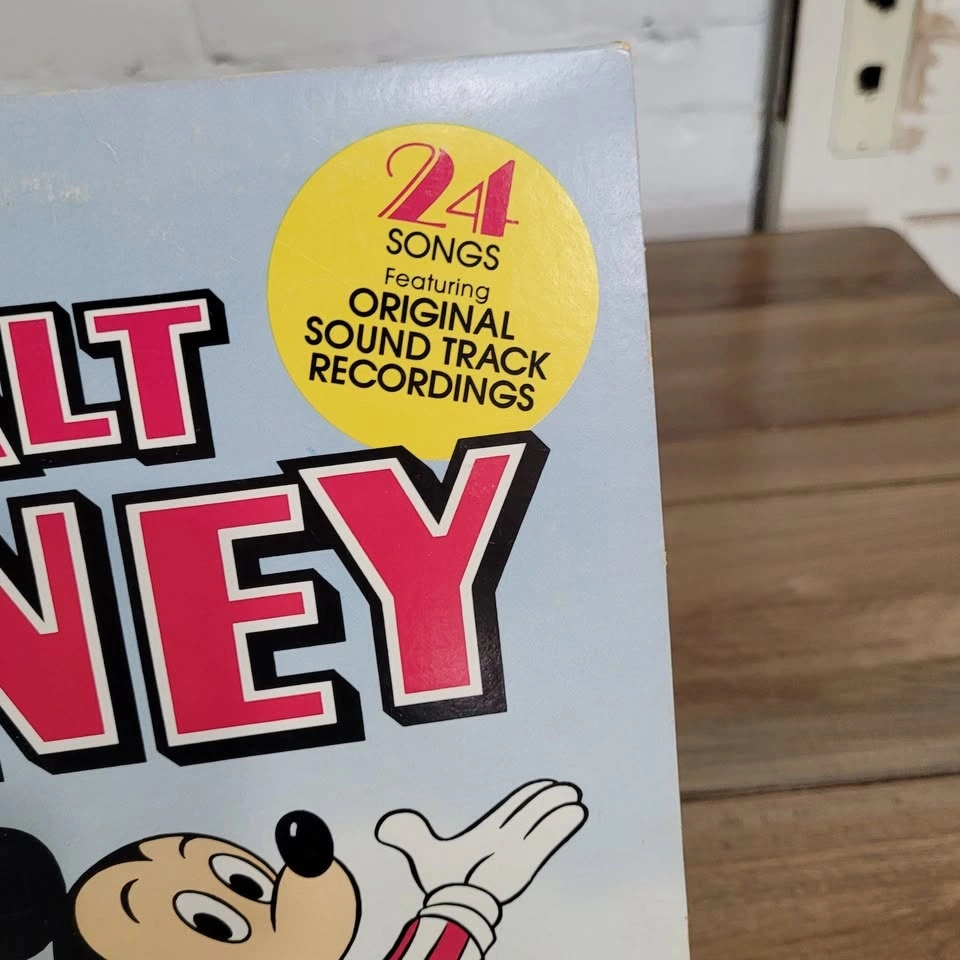 24
SONGS
Featuring
ORIGINAL
SOUND TRACK
RECORDINGS
ALT
NEY